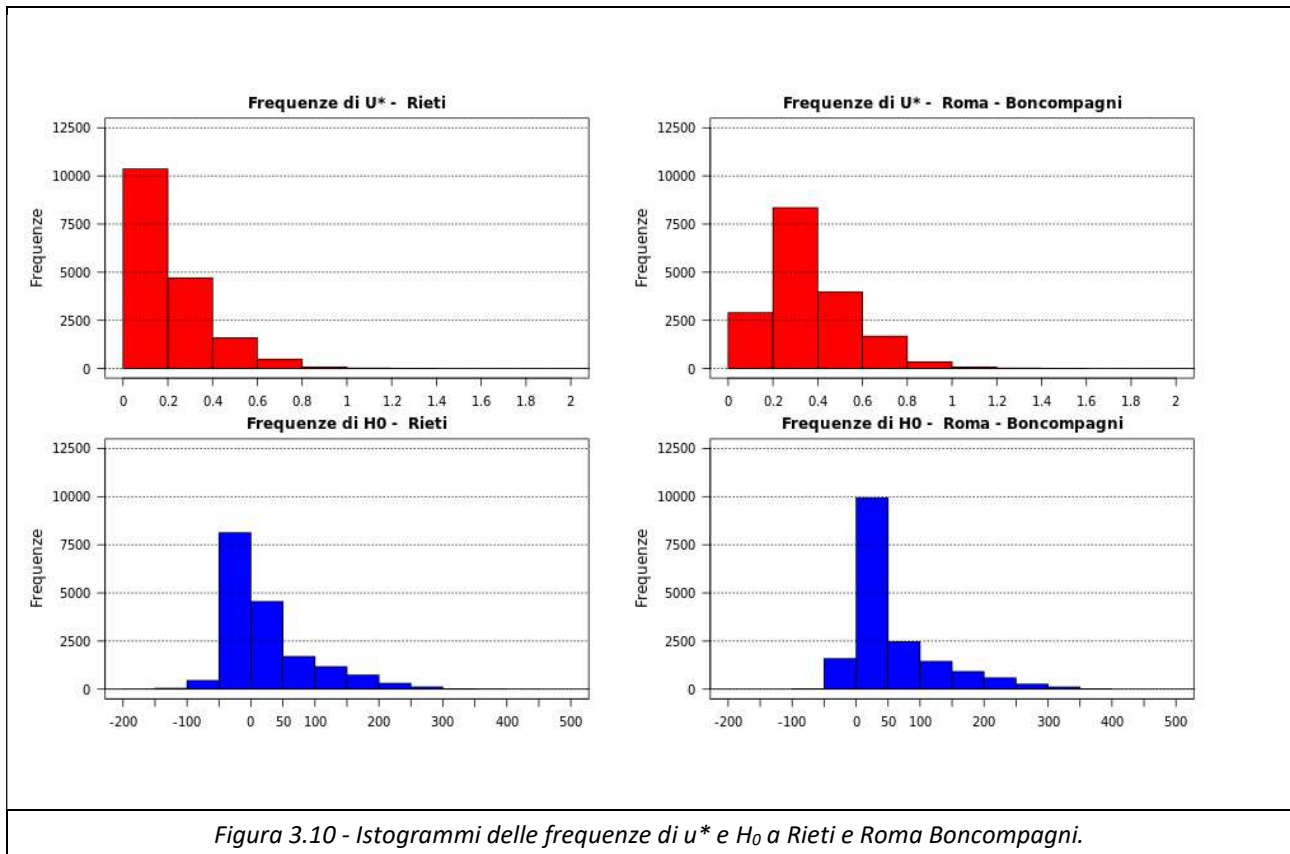 Frequenze di U* - Rieti
Frequenze
12500
10000
7500
5000
2500
0
0 0.2 0.4 0.6 0.8 1 1.2 1.4 1.6 1.8 2
Frequenze di U* - Roma - Boncompagni
Frequenze
12500
10000
7500
5000
2500
0
0 0.2 0.4 0.6 0.8 1 1.2 1.4 1.6 1.8 2
Frequenze di H0 - Rieti
Frequenze
12500
10000
7500
5000
2500
0
-200 -100 0 50 100 200 300 400 500
Frequenze di H0 - Roma - Boncompagni
Frequenze
12500
10000
7500
5000
2500
0
-200 -100 0 50 100 200 300 400 500
Figura 3.10 - Istogrammi delle frequenze di u* e H₀ a Rieti e Roma Boncompagni.